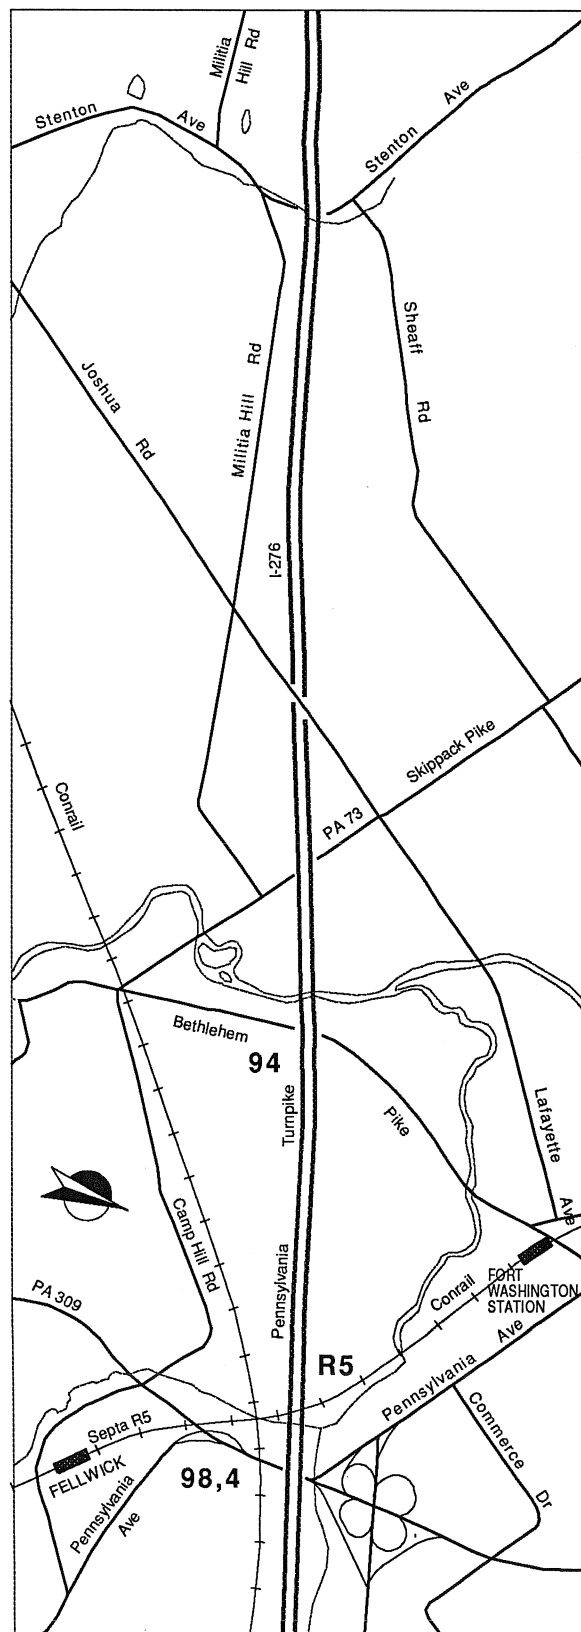 Militia
Hill Rd
Stenton Ave
Stenton Ave
Sheaff Rd
Joshua Rd
Militia Hill Rd
I-276
Conrail
Skippack Pike
PA 73
Bethlehem
94
Turnpike
Pike
Lafayette Ave
Camp Hill Rd
Pennsylvania
PA 309
FORT
WASHINGTON
STATION
Conrail
R5
Pennsylvania Ave
Commerce Dr
Septa R5
FELLWICK
98,4
Pennsylvania
Ave